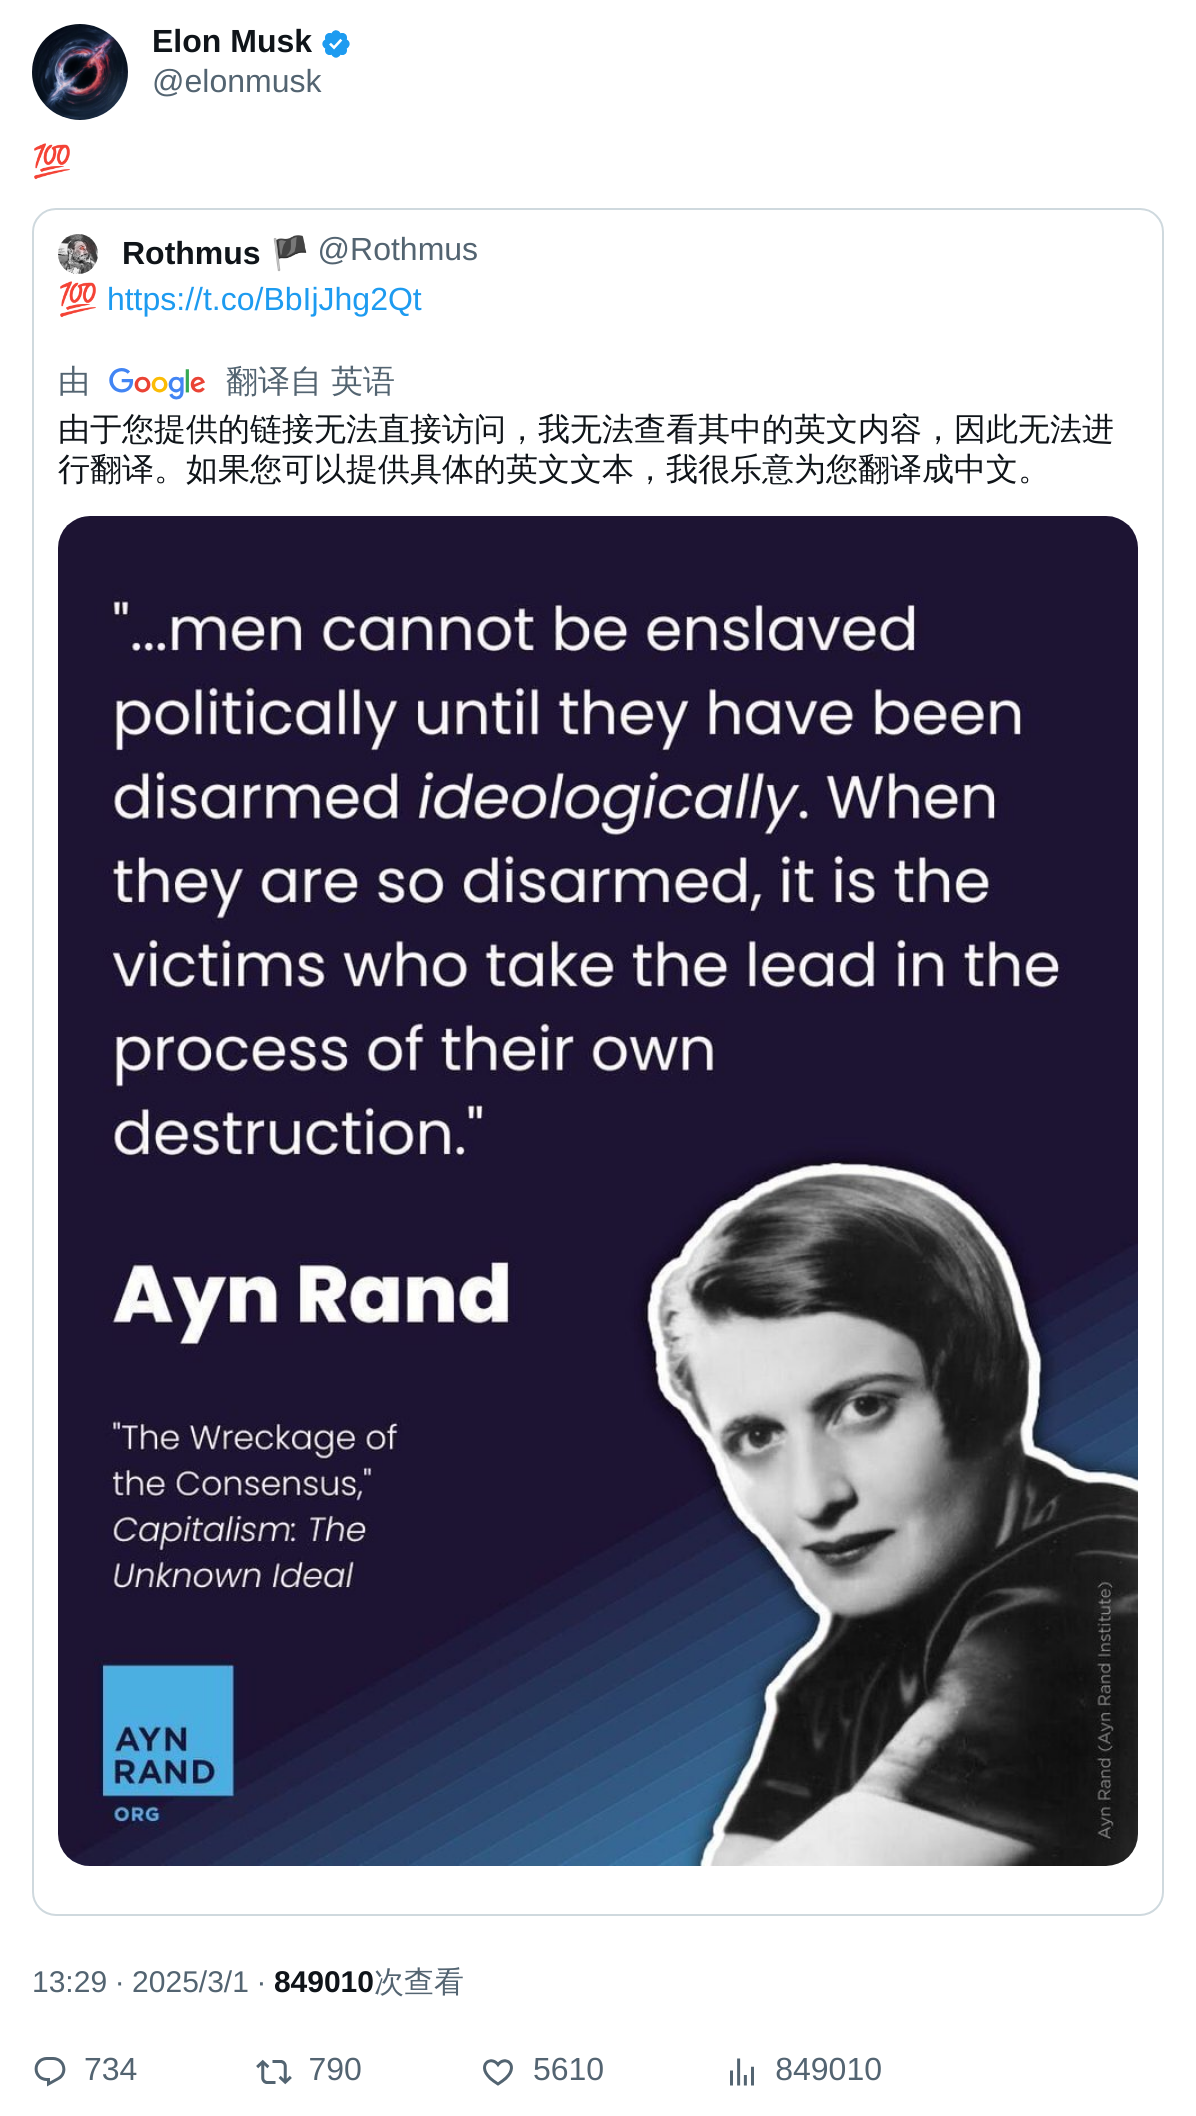 Elon Musk
@elonmusk
💯
Rothmus 🏴 @Rothmus
💯 https://t.co/BbIjJhg2Qt
由 Google 翻译自 英语
由于您提供的链接无法直接访问，我无法查看其中的英文内容，因此无法进
行翻译。如果您可以提供具体的英文文本，我很乐意为您翻译成中文。
"...men cannot be enslaved
politically until they have been
disarmed ideologically. When
they are so disarmed, it is the
victims who take the lead in the
process of their own
destruction."
Ayn Rand
"The Wreckage of
the Consensus,"
Capitalism: The
Unknown Ideal
AYN
RAND
ORG
Ayn Rand (Ayn Rand Institute)
13:29 · 2025/3/1 · 849010次查看
734 790 5610 849010